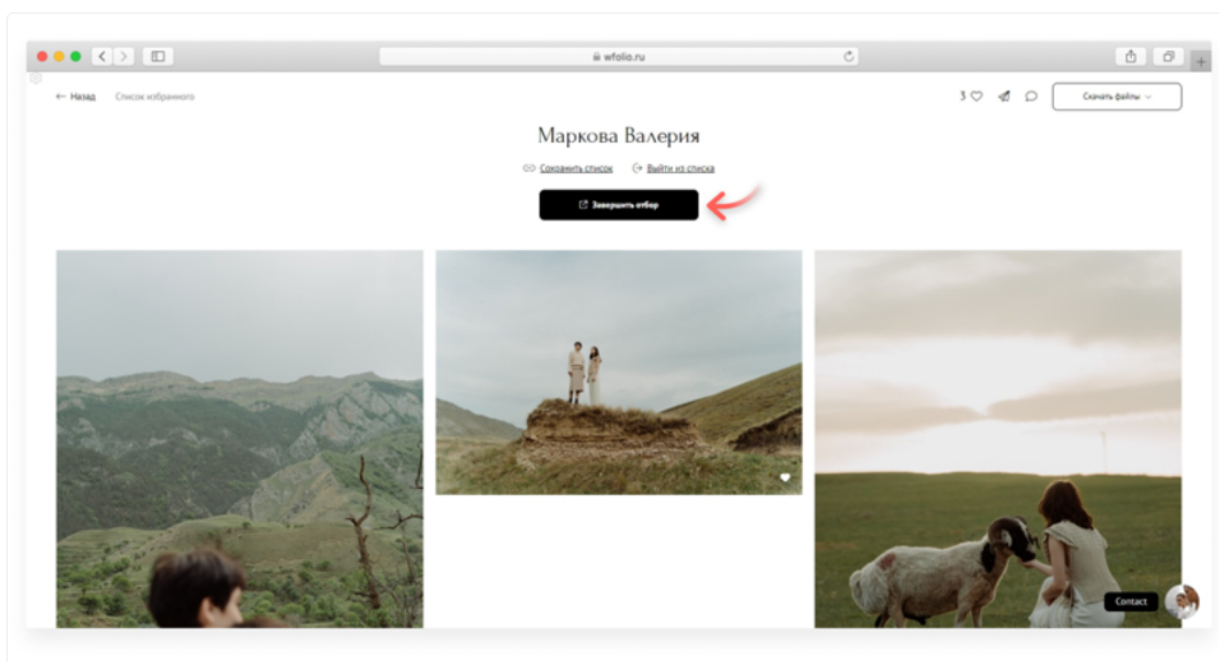 wfolio.ru
← Назад Список избранного
3 Скачать файлы
Маркова Валерия
Сохранить список Выйти из списка
Завершить отбор
Contact